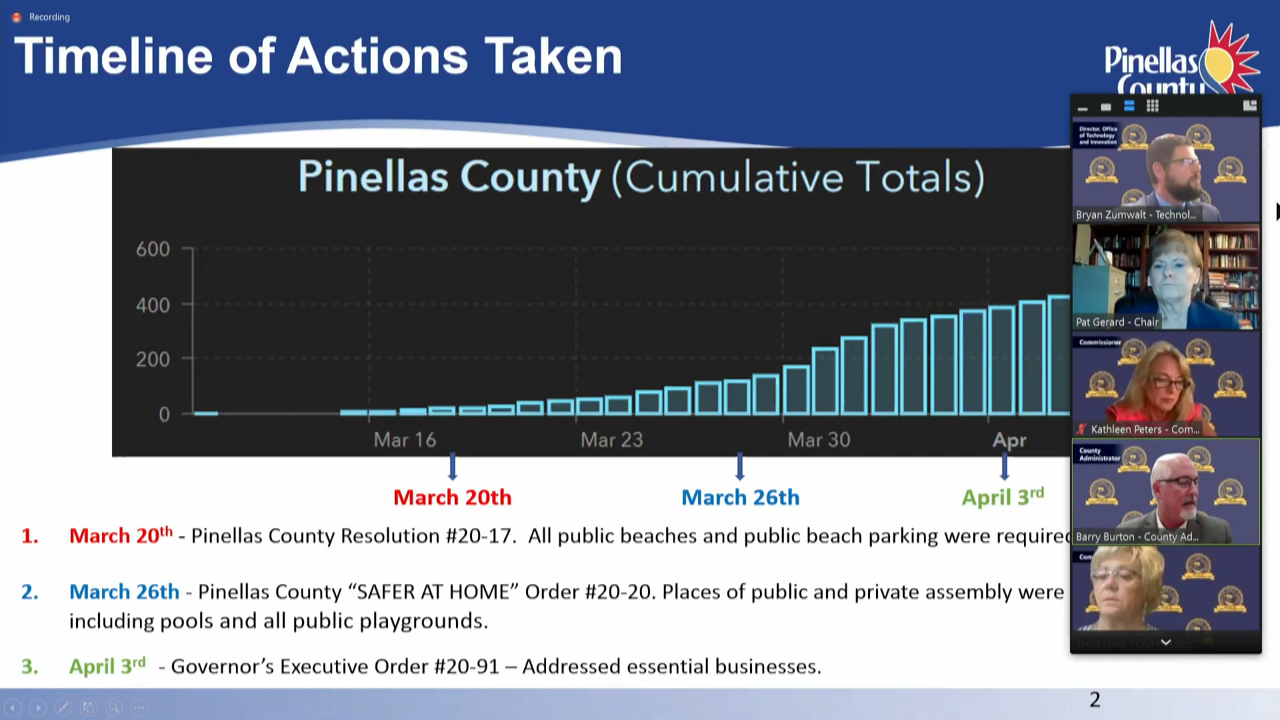 Recording
Timeline of Actions Taken
Pinellas
County
Pinellas County (Cumulative Totals)
600
400
200
0
Mar 16
Mar 23
Mar 30
Apr
March 20th
March 26th
April 3rd
1. March 20th - Pinellas County Resolution #20-17. All public beaches and public beach parking were required
2. March 26th - Pinellas County “SAFER AT HOME” Order #20-20. Places of public and private assembly were
including pools and all public playgrounds.
3. April 3rd - Governor’s Executive Order #20-91 – Addressed essential businesses.
2
Director, Office
of Technology
and Innovation
Bryan Zumwalt - Technol...
Pat Gerard - Chair
Commissioner
Kathleen Peters - Com...
County
Administrator
Barry Burton - County Ad...